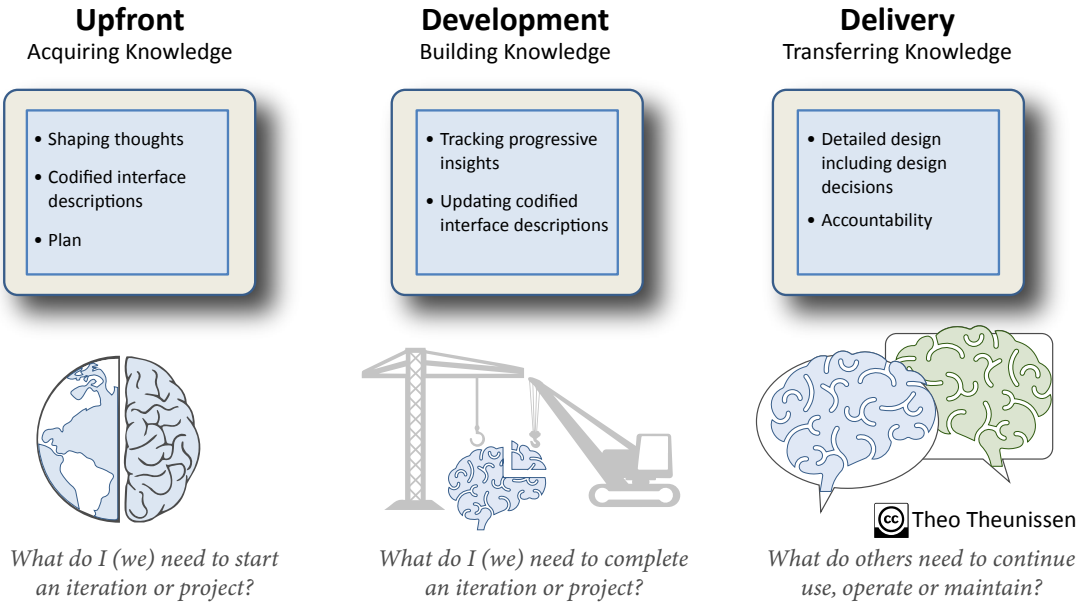 Upfront
Acquiring Knowledge
• Shaping thoughts
• Codified interface
descriptions
• Plan
What do I (we) need to start
an iteration or project?
Development
Building Knowledge
• Tracking progressive
insights
• Updating codified
interface descriptions
What do I (we) need to complete
an iteration or project?
Delivery
Transferring Knowledge
• Detailed design
including design
decisions
• Accountability
cc Theo Theunissen
What do others need to continue
use, operate or maintain?